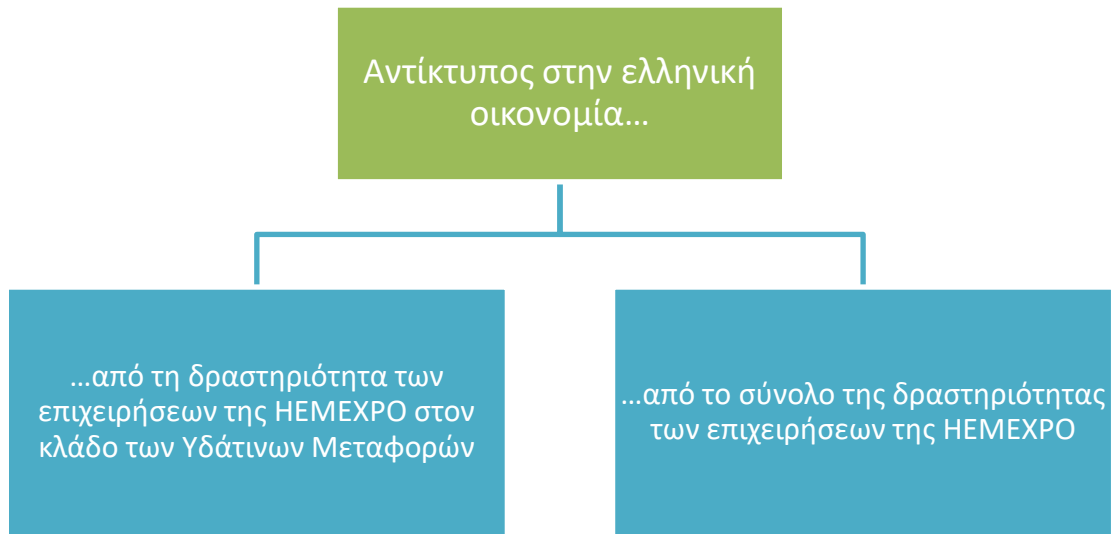 Αντίκτυπος στην ελληνική
οικονομία…
…από τη δραστηριότητα των
επιχειρήσεων της HEMEXPO στον
κλάδο των Υδάτινων Μεταφορών
…από το σύνολο της δραστηριότητας
των επιχειρήσεων της HEMEXPO